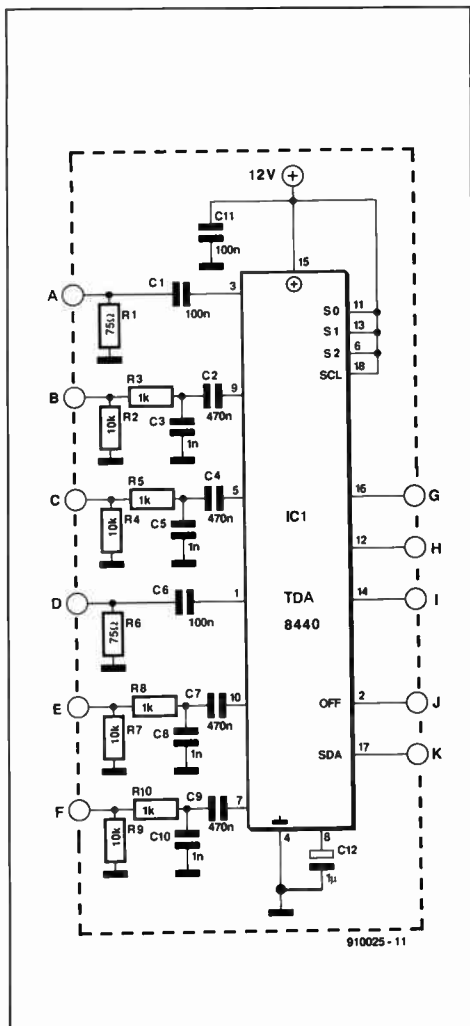 12V
C11
100n
15
A
C1
100n
3
R1
75Ω
S0
11
S1
13
S2
6
SCL
18
B
R3
1k
C2
470n
9
R2
10k
C3
1n
C
R5
1k
C4
470n
5
R4
10k
C5
1n
16
G
IC1
12
H
D
C6
100n
1
R6
75Ω
TDA
8440
14
I
E
R8
1k
C7
470n
10
R7
10k
C8
1n
OFF
2
J
SDA
17
K
F
R10
1k
C9
470n
7
R9
10k
C10
1n
4
8
C12
1µ
910025 - 11